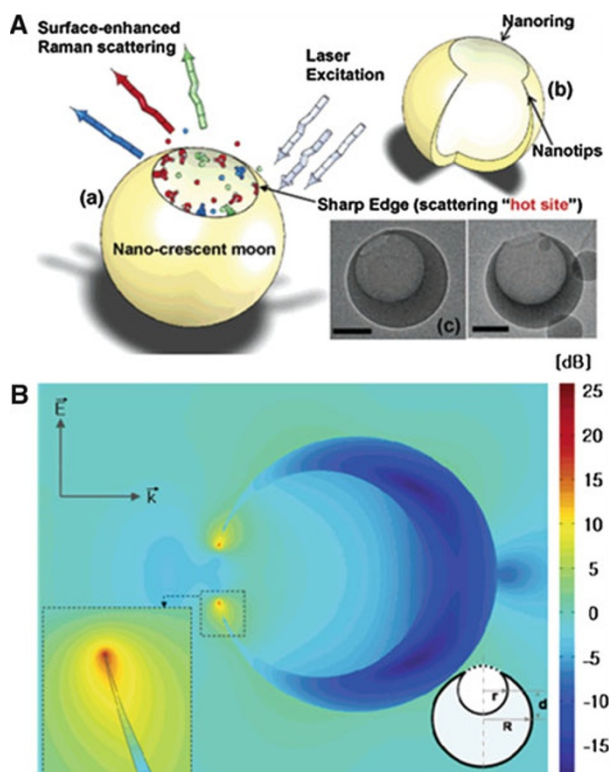 A
Surface-enhanced
Raman scattering
Laser
Excitation
Nanoring
(b)
Nanotips
(a)
Sharp Edge (scattering "hot site")
Nano-crescent moon
(c)
B
[dB]
E
k
25
20
15
10
5
0
-5
-10
-15
r
d
R